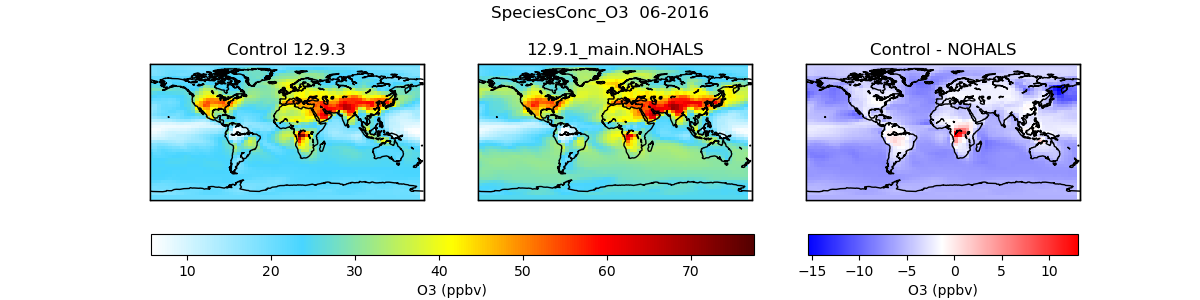 SpeciesConc_O3  06-2016
Control 12.9.3
12.9.1_main.NOHALS
Control - NOHALS
10 20 30 40 50 60 70
O3 (ppbv)
−15 −10 −5 0 5 10
O3 (ppbv)